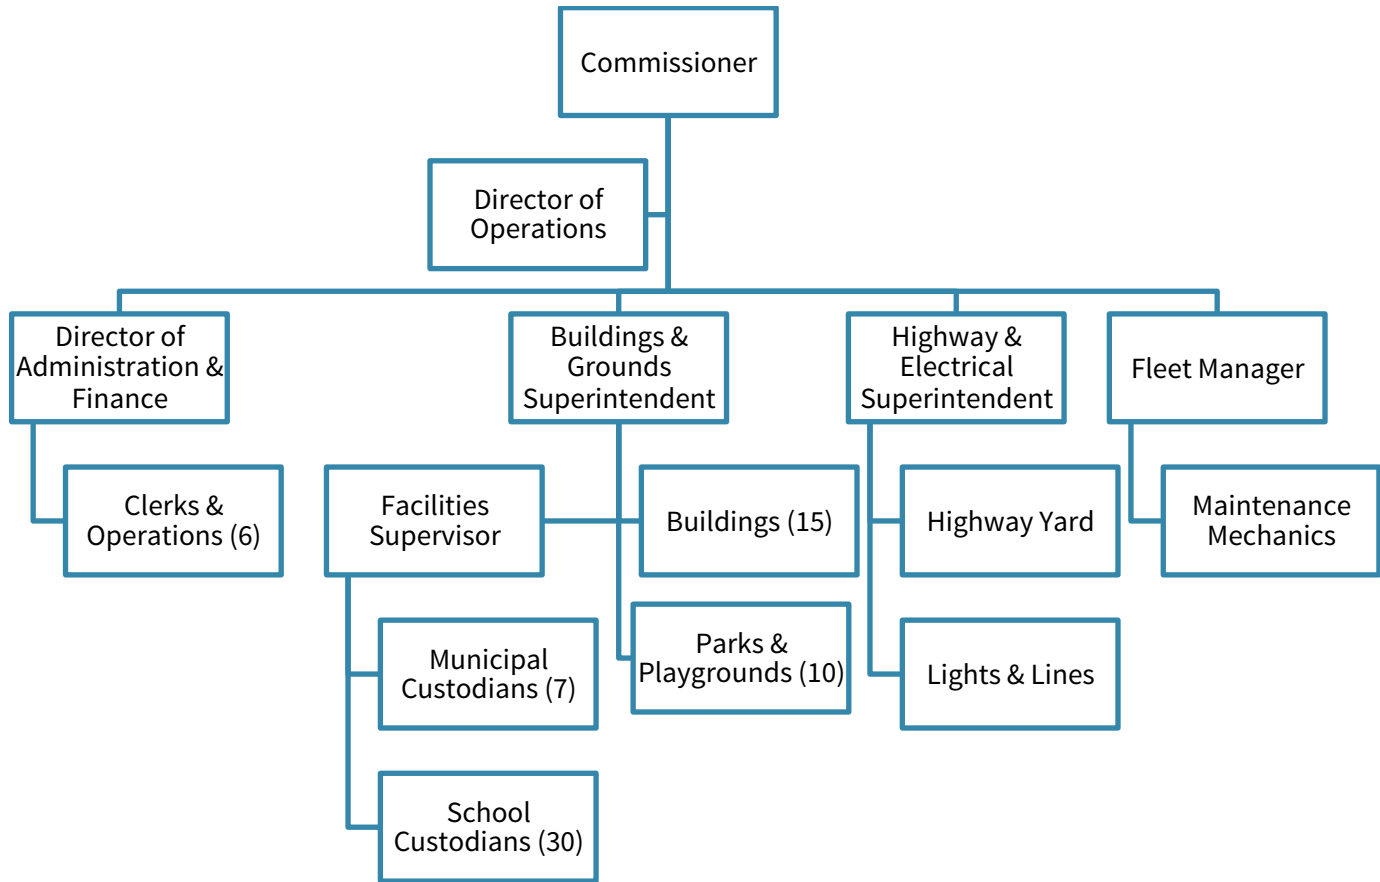 Commissioner
Director of
Operations
Director of
Administration &
Finance
Buildings &
Grounds
Superintendent
Highway &
Electrical
Superintendent
Fleet Manager
Clerks &
Operations (6)
Facilities
Supervisor
Buildings (15)
Highway Yard
Maintenance
Mechanics
Municipal
Custodians (7)
Parks &
Playgrounds (10)
Lights & Lines
School
Custodians (30)